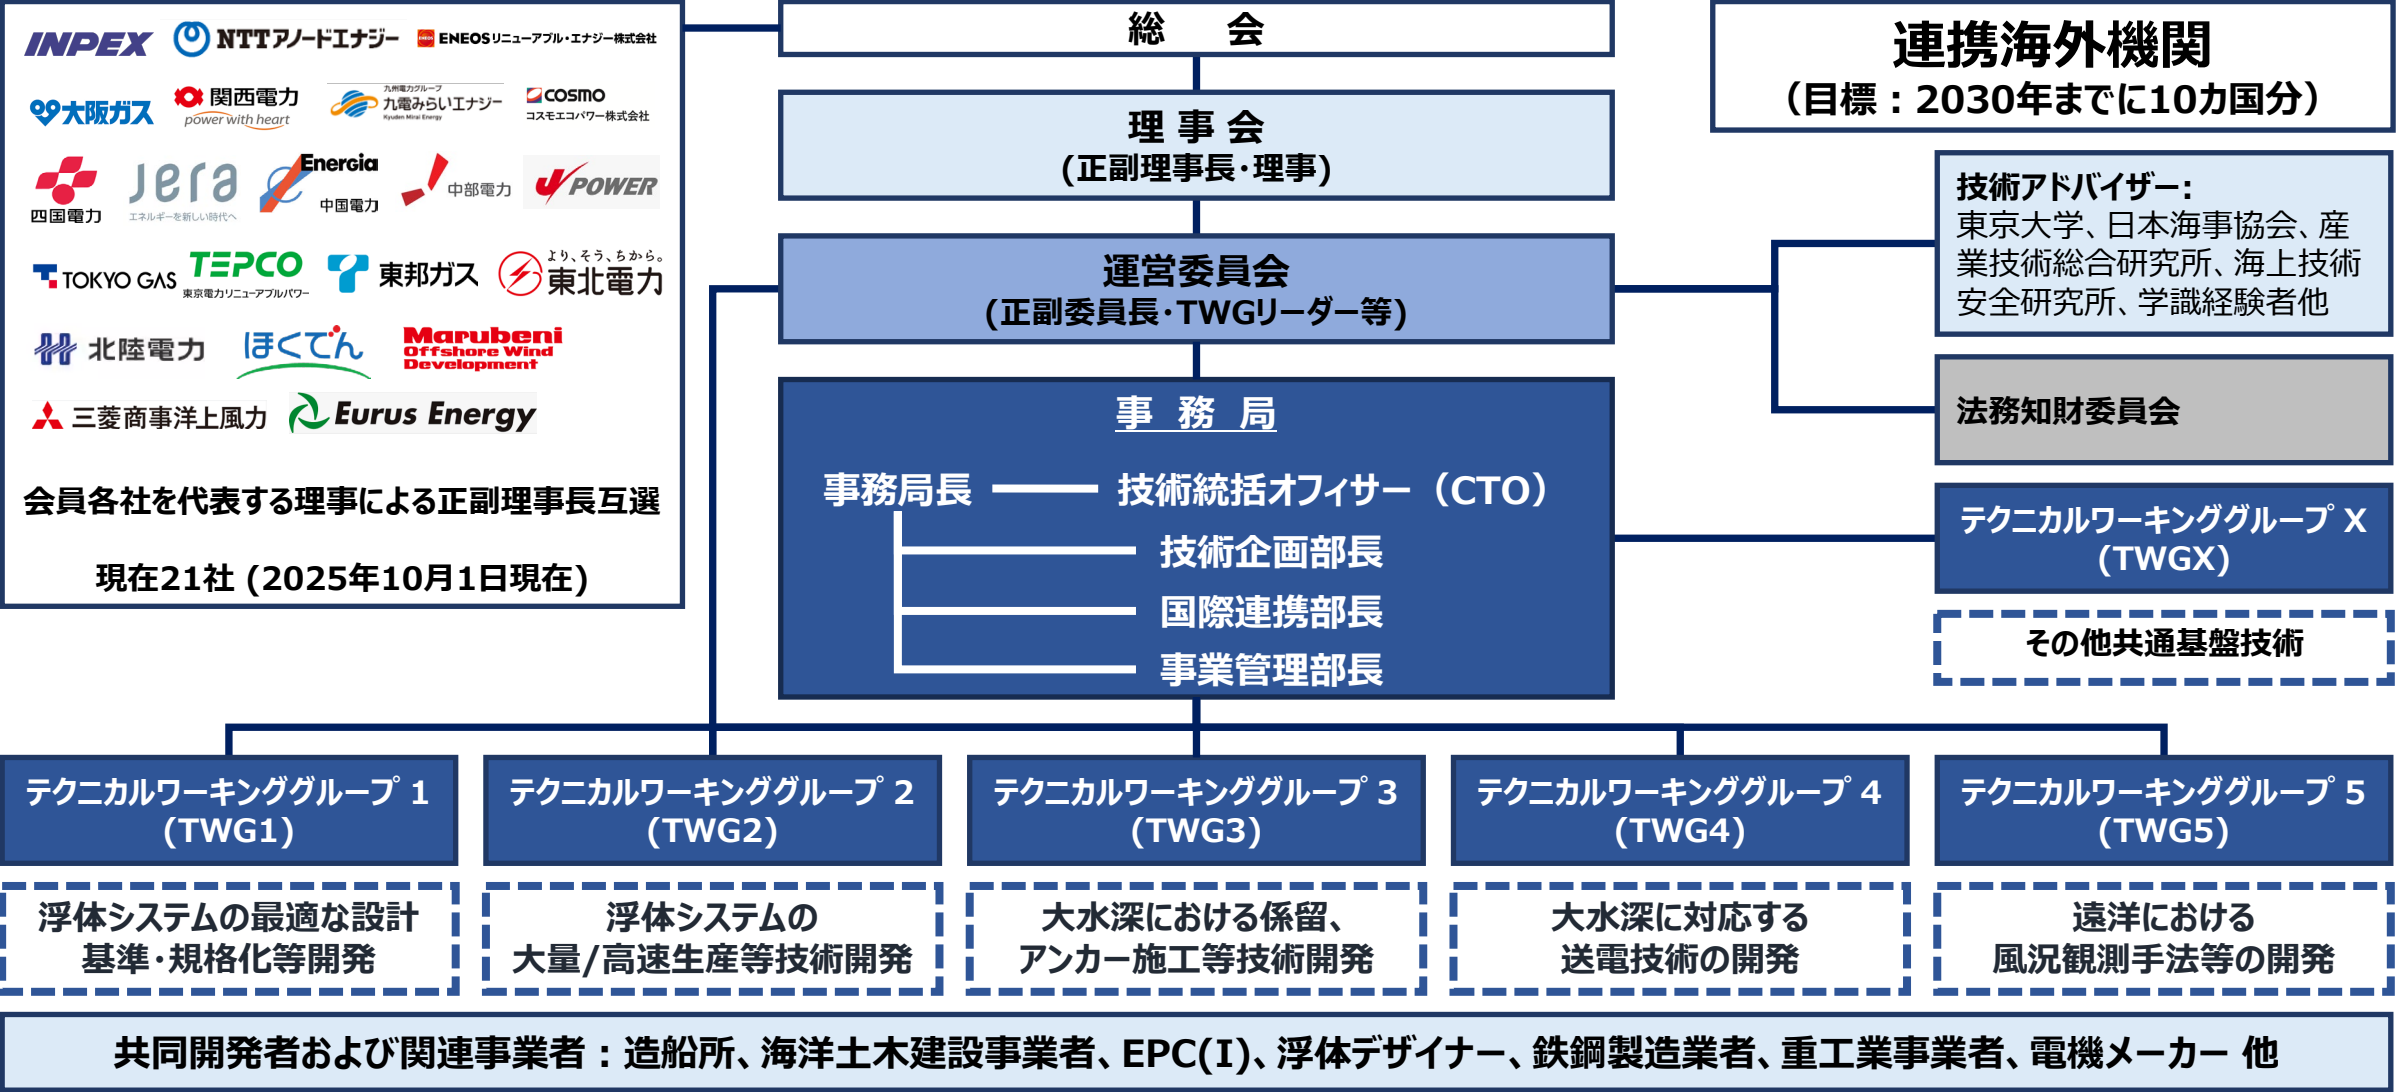 INPEX
NTTアノードエナジー
ENEOS ENEOSリニューアブル・エナジー株式会社
大阪ガス
関西電力
power with heart
九州電力グループ
九電みらいエナジー
Kyuden Mirai Energy
COSMO
コスモエコパワー株式会社
四国電力
Jera
エネルギーを新しい時代へ
Energia
中国電力
中部電力
J POWER
TOKYO GAS
TEPCO
東京電力リニューアブルパワー
東邦ガス
より、そう、ちから。
東北電力
北陸電力
ほくでん
Marubeni
Offshore Wind
Development
三菱商事洋上風力
Eurus Energy
会員各社を代表する理事による正副理事長互選
現在21社 (2025年10月1日現在)
総 会
理 事 会
(正副理事長・理事)
運営委員会
(正副委員長・TWGリーダー等)
事 務 局
事務局長 技術統括オフィサー（CTO）
技術企画部長
国際連携部長
事業管理部長
連携海外機関
（目標：2030年までに10カ国分）
技術アドバイザー:
東京大学、日本海事協会、産
業技術総合研究所、海上技術
安全研究所、学識経験者他
法務知財委員会
テクニカルワーキンググループ X
(TWGX)
その他共通基盤技術
テクニカルワーキンググループ 1
(TWG1)
浮体システムの最適な設計
基準・規格化等開発
テクニカルワーキンググループ 2
(TWG2)
浮体システムの
大量/高速生産等技術開発
テクニカルワーキンググループ 3
(TWG3)
大水深における係留、
アンカー施工等技術開発
テクニカルワーキンググループ 4
(TWG4)
大水深に対応する
送電技術の開発
テクニカルワーキンググループ 5
(TWG5)
遠洋における
風況観測手法等の開発
共同開発者および関連事業者：造船所、海洋土木建設事業者、EPC(I)、浮体デザイナー、鉄鋼製造業者、重工業事業者、電機メーカー 他